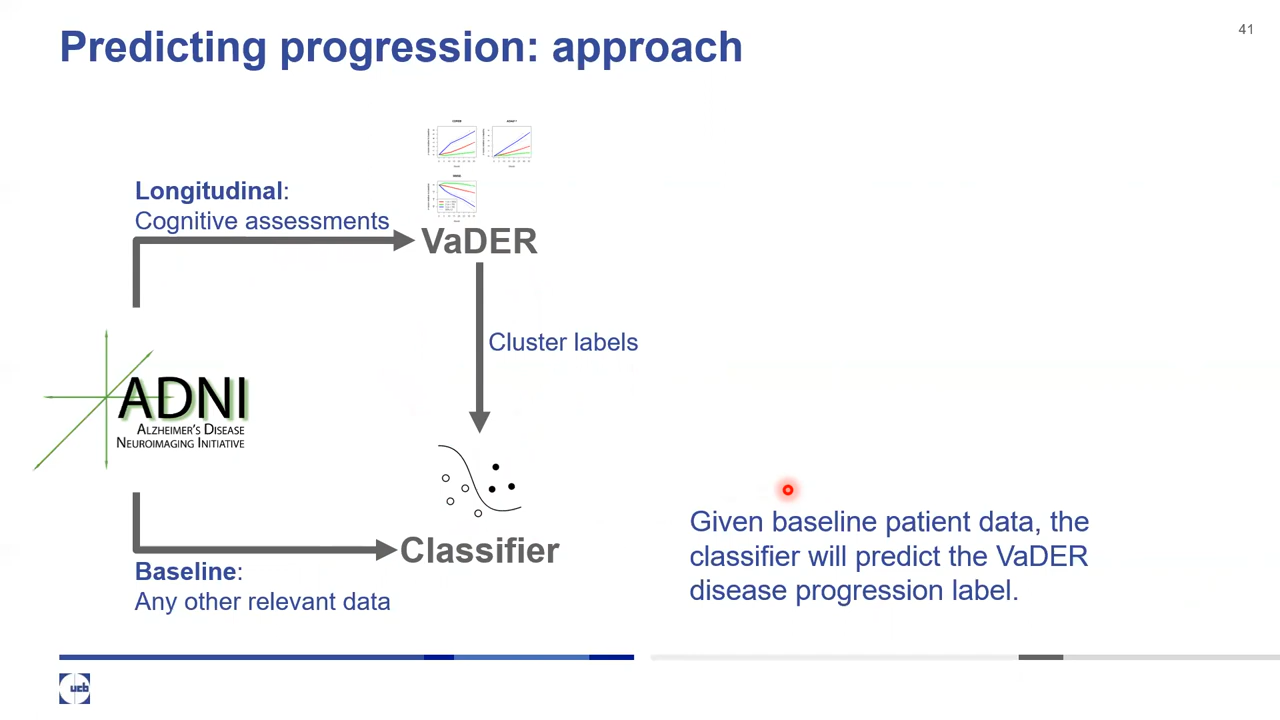 Predicting progression: approach
41
Longitudinal:
Cognitive assessments
VaDER
Cluster labels
ADNI
ALZHEIMER'S DISEASE
NEUROIMAGING INITIATIVE
Classifier
Baseline:
Any other relevant data
Given baseline patient data, the
classifier will predict the VaDER
disease progression label.
ucb